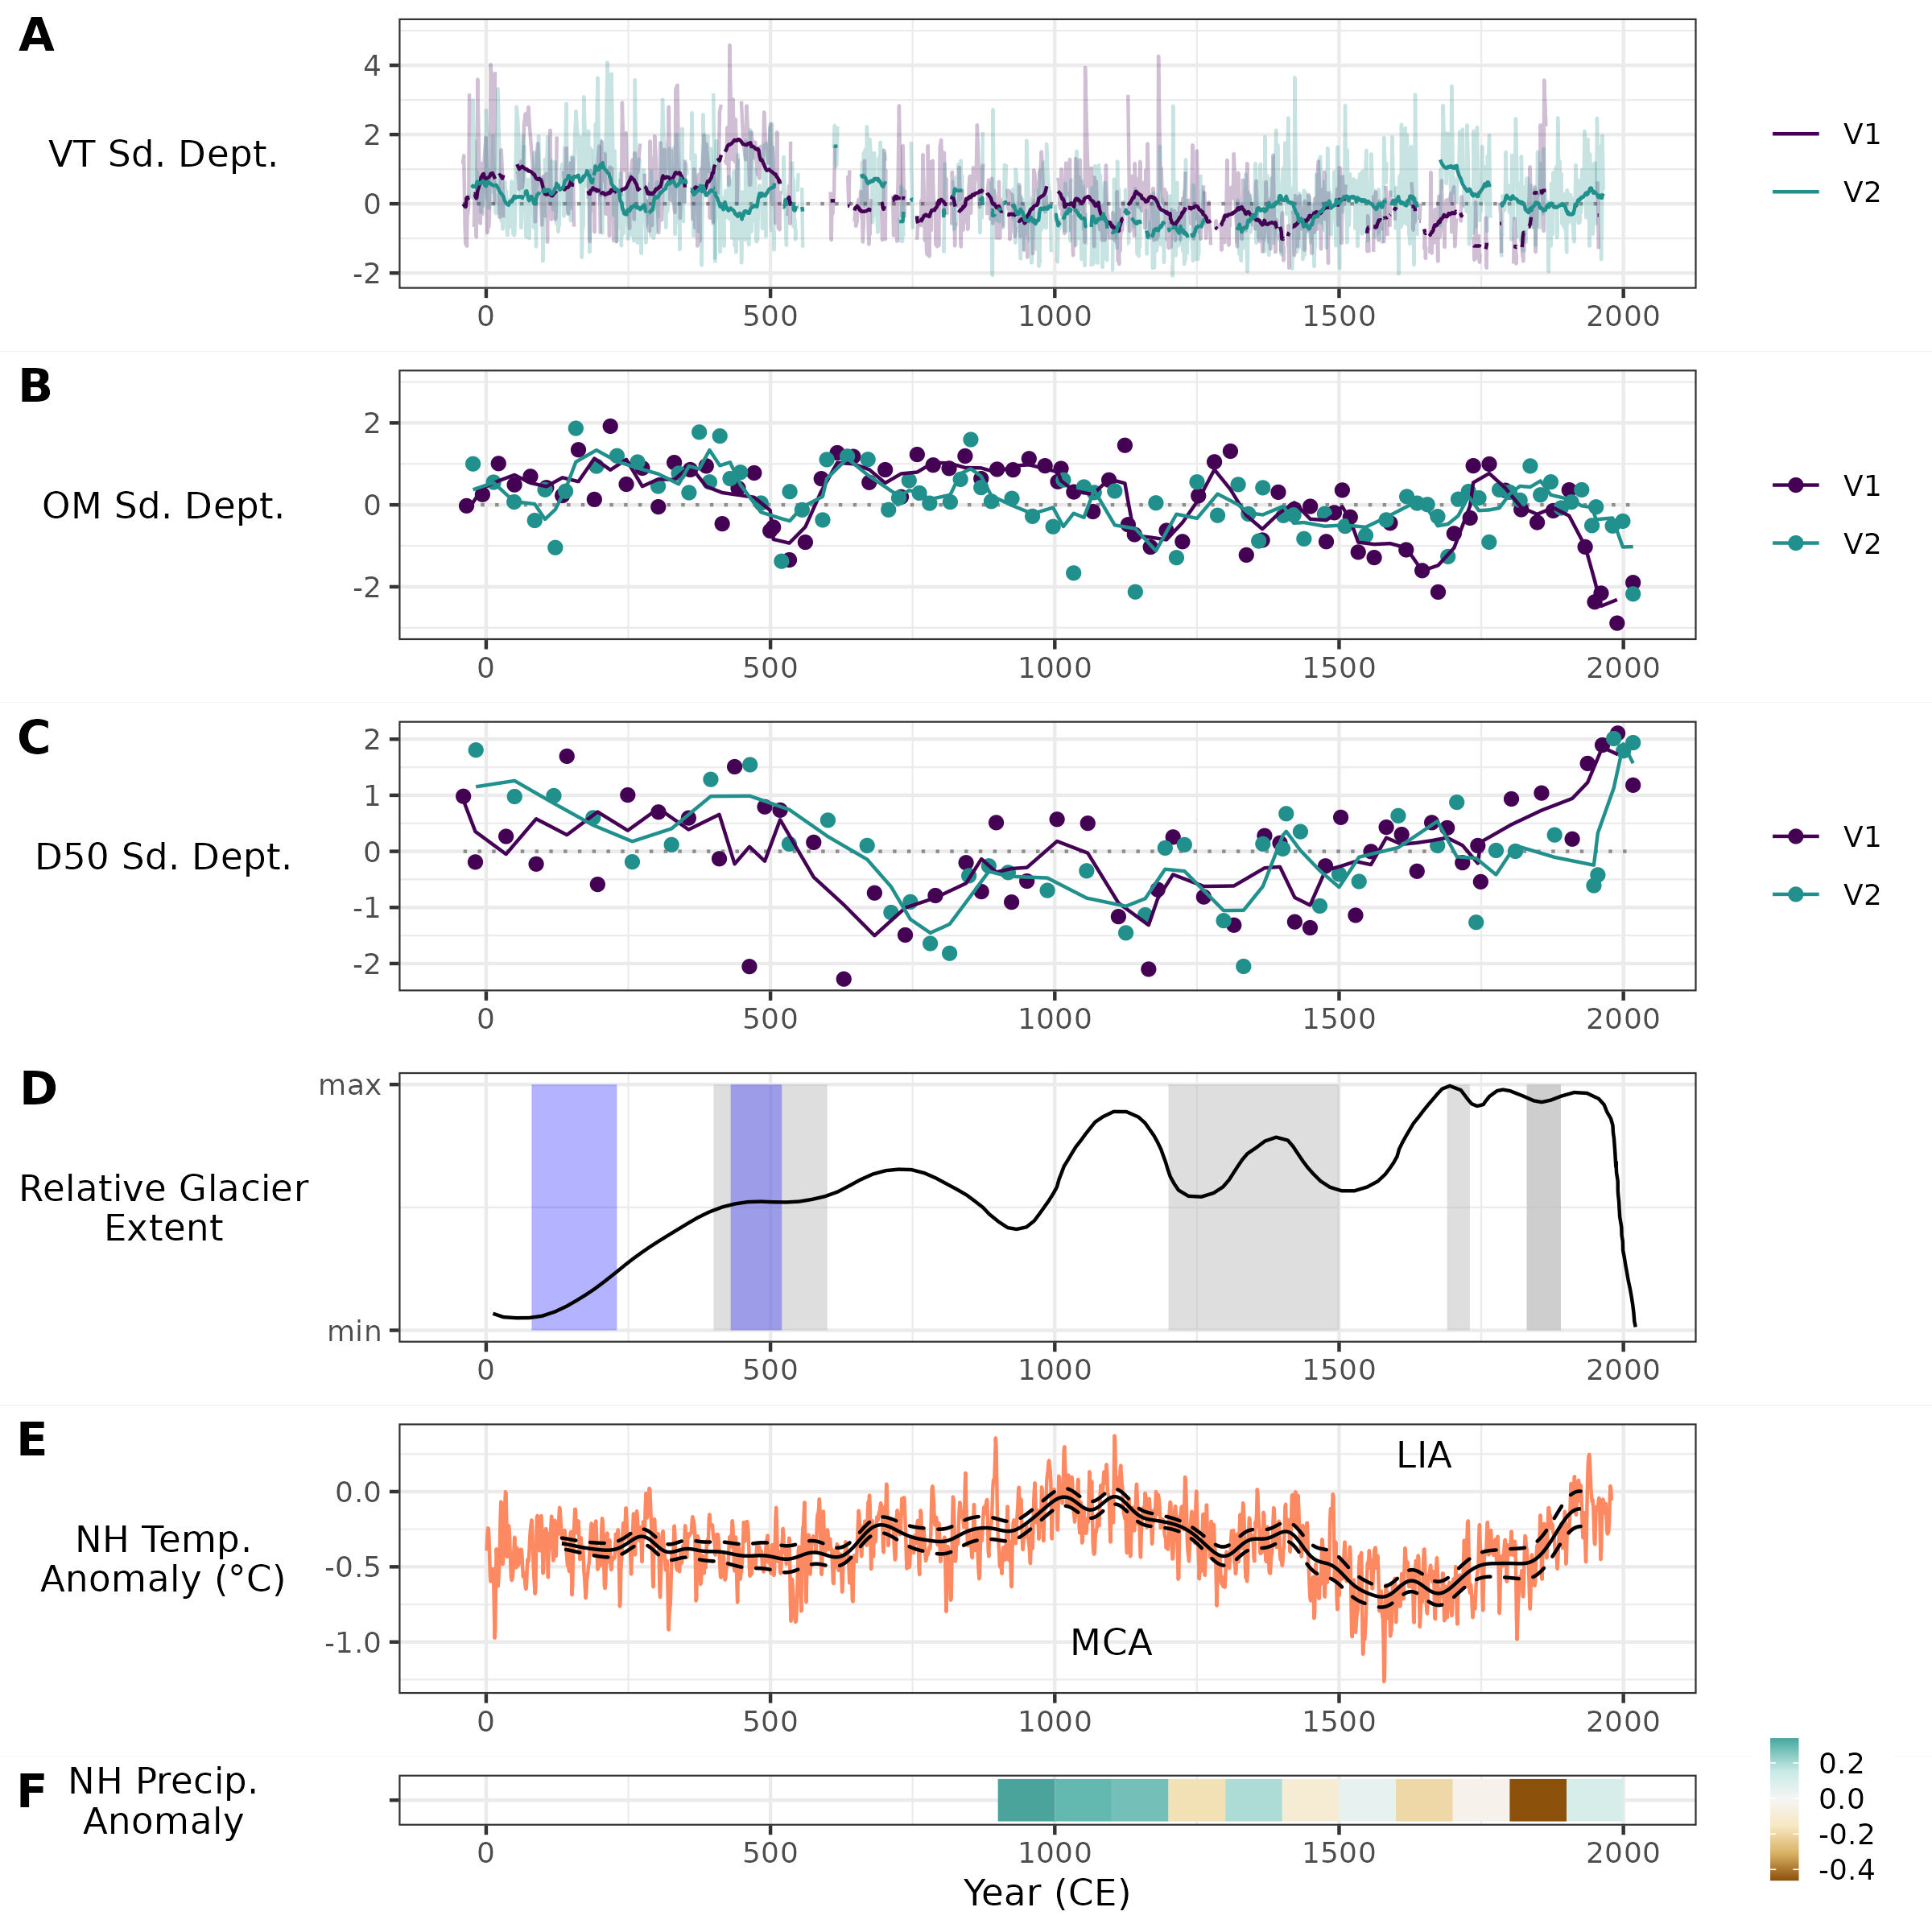 A
VT Sd. Dept.
4
2
0
-2
0 500 1000 1500 2000
V1
V2
B
OM Sd. Dept.
2
0
-2
0 500 1000 1500 2000
V1
V2
C
D50 Sd. Dept.
2
1
0
-1
-2
0 500 1000 1500 2000
V1
V2
D
Relative Glacier
Extent
max
min
0 500 1000 1500 2000
E
NH Temp.
Anomaly (°C)
0.0
-0.5
-1.0
LIA
MCA
0 500 1000 1500 2000
F
NH Precip.
Anomaly
0 500 1000 1500 2000
Year (CE)
0.2
0.0
-0.2
-0.4